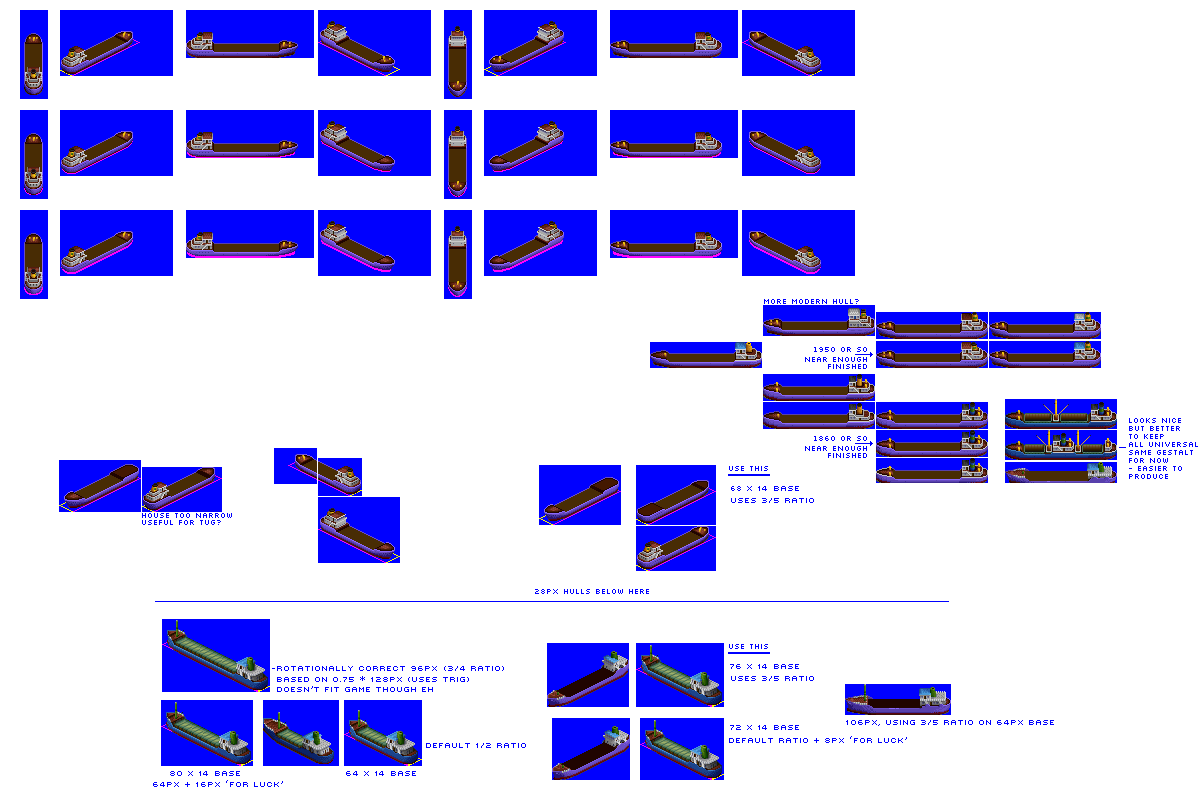 MORE MODERN HULL?
1950 OR SO
NEAR ENOUGH
FINISHED
1860 OR SO
NEAR ENOUGH
FINISHED
LOOKS NICE
BUT BETTER
TO KEEP
ALL UNIVERSAL
SAME GESTALT
FOR NOW
- EASIER TO
PRODUCE
HOUSE TOO NARROW
USEFUL FOR TUG?
USE THIS
68 X 14 BASE
USES 3/5 RATIO
28PX HULLS BELOW HERE
-ROTATIONALLY CORRECT 96PX (3/4 RATIO)
BASED ON 0.75 * 128PX (USES TRIG)
DOESN'T FIT GAME THOUGH EH
USE THIS
76 X 14 BASE
USES 3/5 RATIO
106PX, USING 3/5 RATIO ON 64PX BASE
72 X 14 BASE
DEFAULT RATIO + 8PX 'FOR LUCK'
DEFAULT 1/2 RATIO
80 X 14 BASE
64PX + 16PX 'FOR LUCK'
64 X 14 BASE